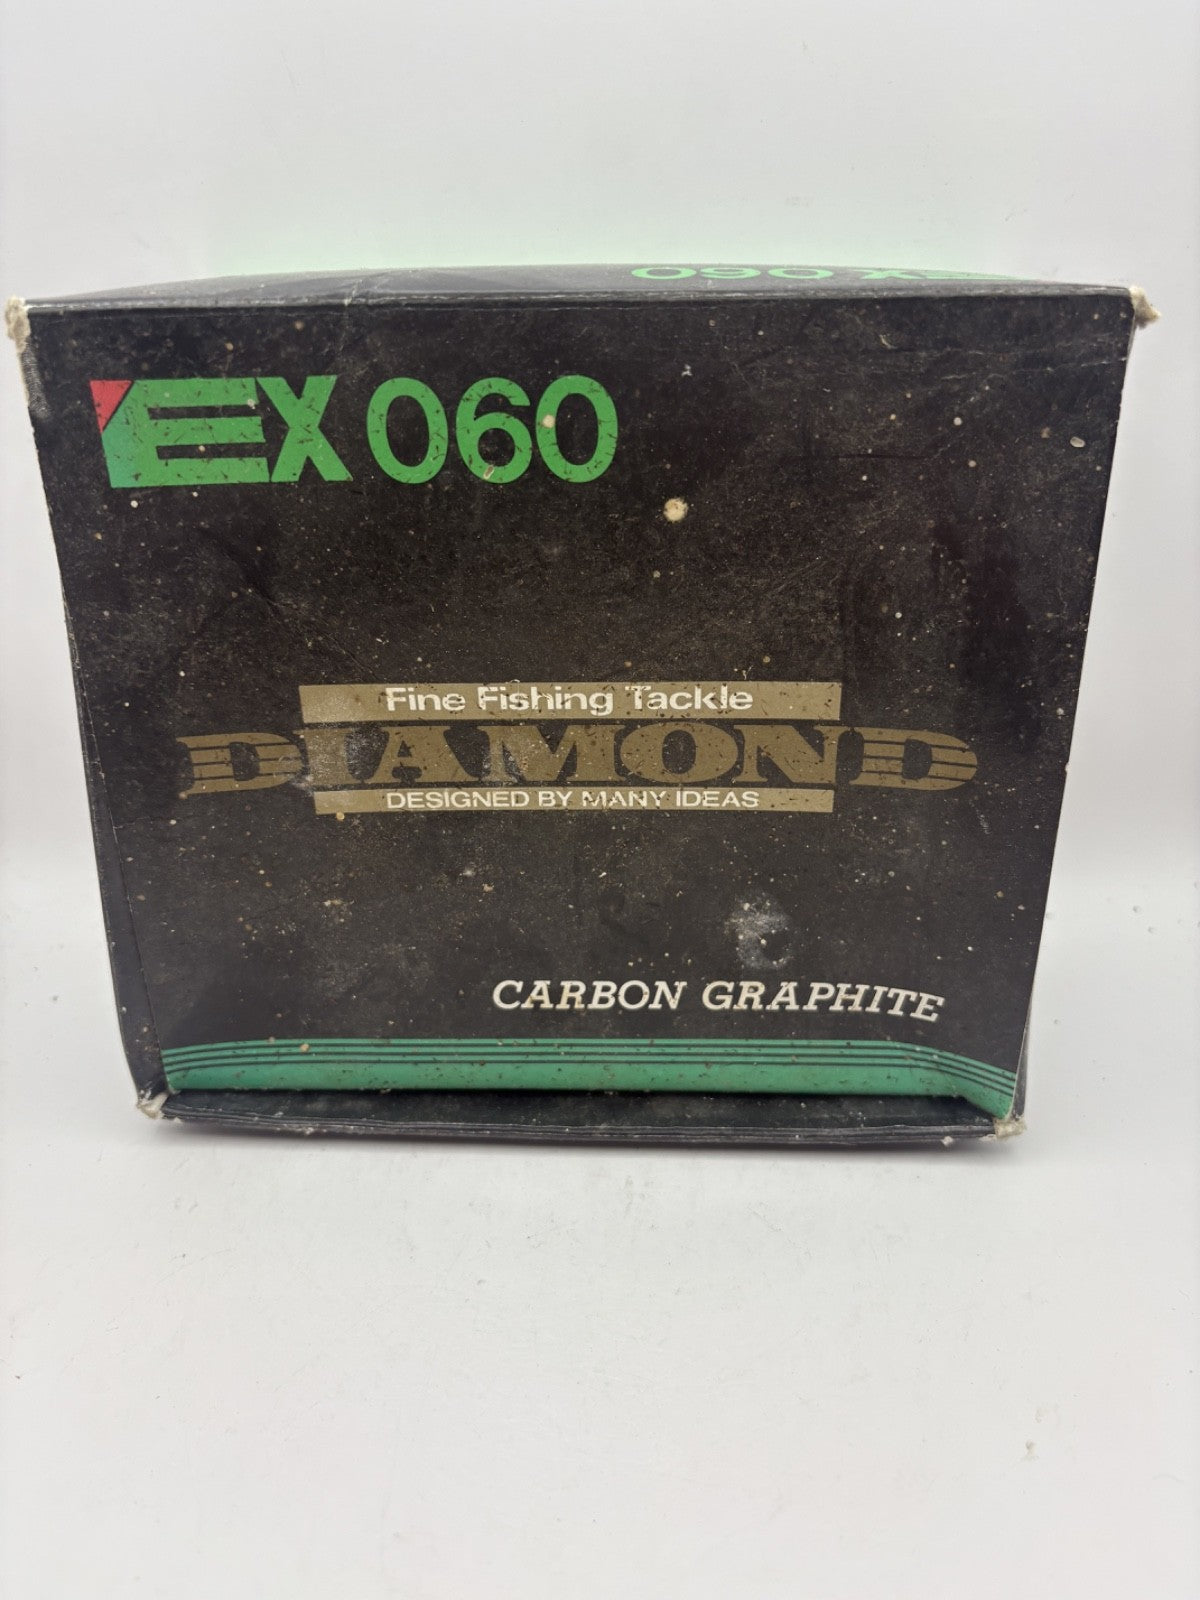 EX 060
EX 060
Fine Fishing Tackle
DIAMOND
DESIGNED BY MANY IDEAS
CARBON GRAPHITE